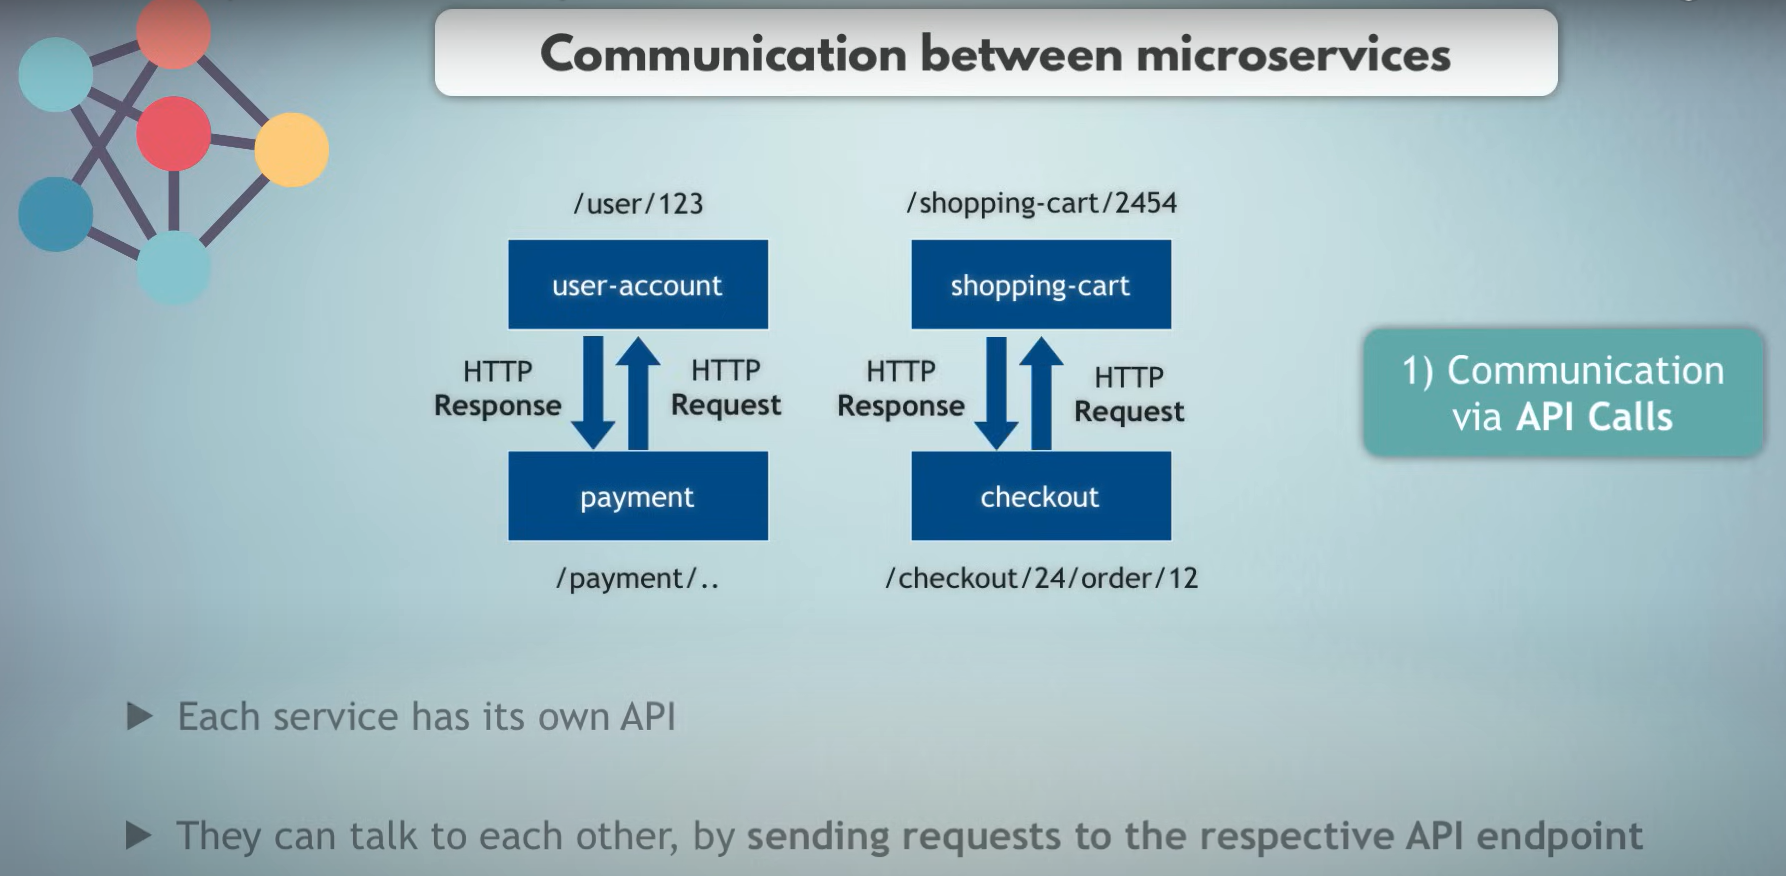 Communication between microservices
/user/123
/shopping-cart/2454
user-account
shopping-cart
HTTP
Response
HTTP
Request
HTTP
Response
HTTP
Request
1) Communication
via API Calls
payment
checkout
/payment/..
/checkout/24/order/12
Each service has its own API
They can talk to each other, by sending requests to the respective API endpoint